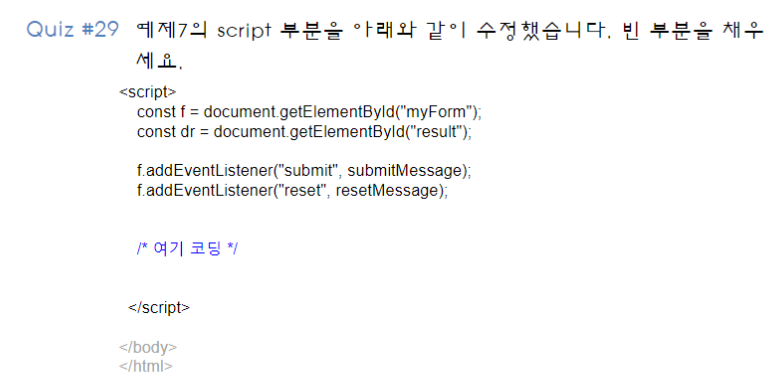 Quiz #29 예제7의 script 부분을 아래와 같이 수정했습니다. 빈 부분을 채우
세요.
<script>
const f = document.getElementById("myForm");
const dr = document.getElementById("result");
f.addEventListener("submit", submitMessage);
f.addEventListener("reset", resetMessage);
/* 여기 코딩 */
</script>
</body>
</html>